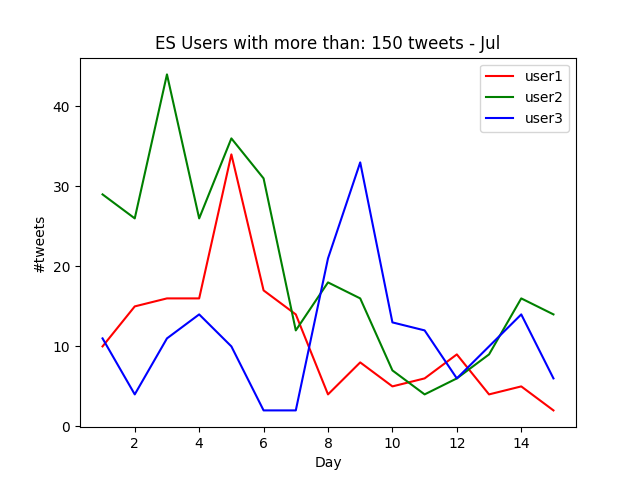 ES Users with more than: 150 tweets - Jul
user1
user2
user3
40
30
20
10
0
#tweets
2 4 6 8 10 12 14
Day